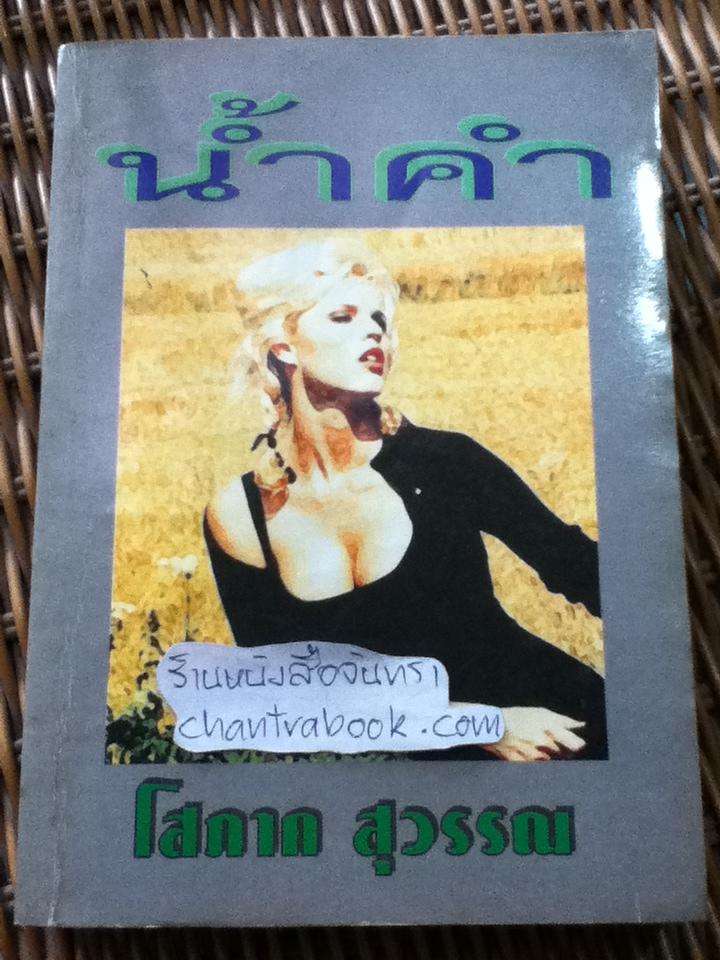 น้ำคำ
ร้านหนังสือจันทรา
chantrabook.com
โสภาค สุวรรณ